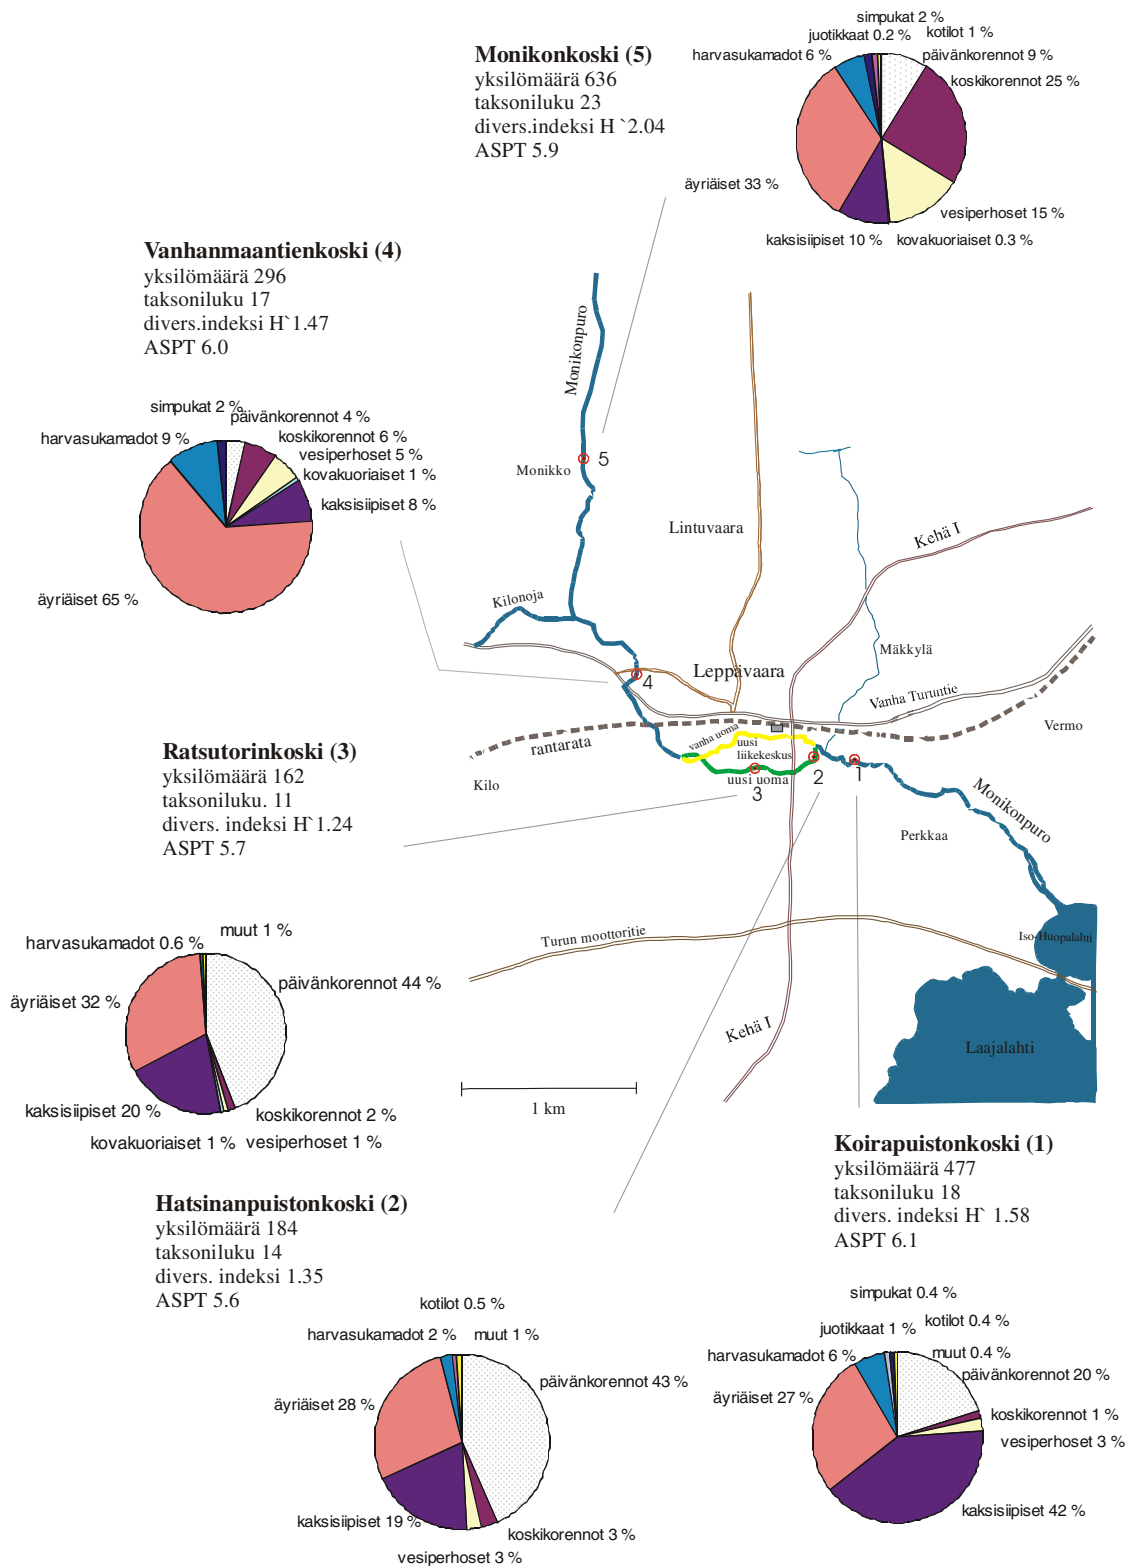 Monikonkoski (5)
yksilömäärä 636
taksoniluku 23
divers.indeksi H `2.04
ASPT 5.9
simpukat 2 %
juotikkaat 0.2 %
kotilot 1 %
harvasukamadot 6 %
päivänkorennot 9 %
koskikorennot 25 %
äyriäiset 33 %
vesiperhoset 15 %
kaksisiipiset 10 %
kovakuoriaiset 0.3 %
Vanhanmaantienkoski (4)
yksilömäärä 296
taksoniluku 17
divers.indeksi H`1.47
ASPT 6.0
simpukat 2 %
päivänkorennot 4 %
harvasukamadot 9 %
koskikorennot 6 %
vesiperhoset 5 %
kovakuoriaiset 1 %
kaksisiipiset 8 %
äyriäiset 65 %
Monikonpuro
5
Monikko
Lintuvaara
Kehä I
Kilonoja
Mäkkylä
Leppävaara
4
Vanha Turuntie
Vermo
rantarata
vanha uoma
uusi
liikekeskus
Kilo
uusi uoma
3
2
1
Monikonpuro
Perkkaa
Turun moottoritie
Iso-Huopalahti
Kehä I
Laajalahti
1 km
Ratsutorinkoski (3)
yksilömäärä 162
taksoniluku. 11
divers. indeksi H`1.24
ASPT 5.7
muut 1 %
harvasukamadot 0.6 %
päivänkorennot 44 %
äyriäiset 32 %
kaksisiipiset 20 %
koskikorennot 2 %
kovakuoriaiset 1 %
vesiperhoset 1 %
Hatsinanpuistonkoski (2)
yksilömäärä 184
taksoniluku 14
divers. indeksi 1.35
ASPT 5.6
kotilot 0.5 %
harvasukamadot 2 %
muut 1 %
päivänkorennot 43 %
äyriäiset 28 %
kaksisiipiset 19 %
koskikorennot 3 %
vesiperhoset 3 %
Koirapuistonkoski (1)
yksilömäärä 477
taksoniluku 18
divers. indeksi H` 1.58
ASPT 6.1
simpukat 0.4 %
juotikkaat 1 %
kotilot 0.4 %
harvasukamadot 6 %
muut 0.4 %
päivänkorennot 20 %
äyriäiset 27 %
koskikorennot 1 %
vesiperhoset 3 %
kaksisiipiset 42 %